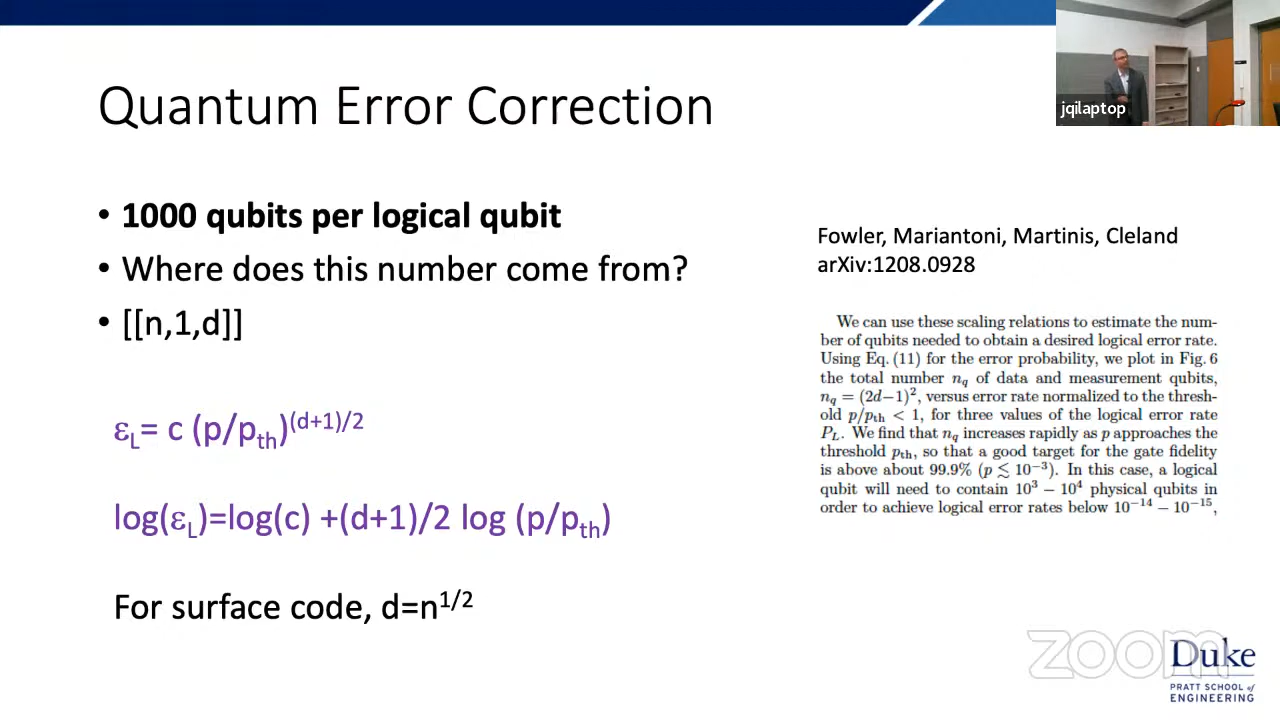 Quantum Error Correction
jqilaptop
• 1000 qubits per logical qubit
• Where does this number come from?
• [[n,1,d]]
ε_L= c (p/p_th)^(d+1)/2
log(ε_L)=log(c) +(d+1)/2 log (p/p_th)
For surface code, d=n^1/2
Fowler, Mariantoni, Martinis, Cleland
arXiv:1208.0928
We can use these scaling relations to estimate the num-
ber of qubits needed to obtain a desired logical error rate.
Using Eq. (11) for the error probability, we plot in Fig. 6
the total number n_q of data and measurement qubits,
n_q = (2d−1)^2, versus error rate normalized to the thresh-
old p/p_th < 1, for three values of the logical error rate
P_L. We find that n_q increases rapidly as p approaches the
threshold p_th, so that a good target for the gate fidelity
is above about 99.9% (p ≲ 10^−3). In this case, a logical
qubit will need to contain 10^3 − 10^4 physical qubits in
order to achieve logical error rates below 10^−14 − 10^−15,
zoom
Duke
PRATT SCHOOL of
ENGINEERING